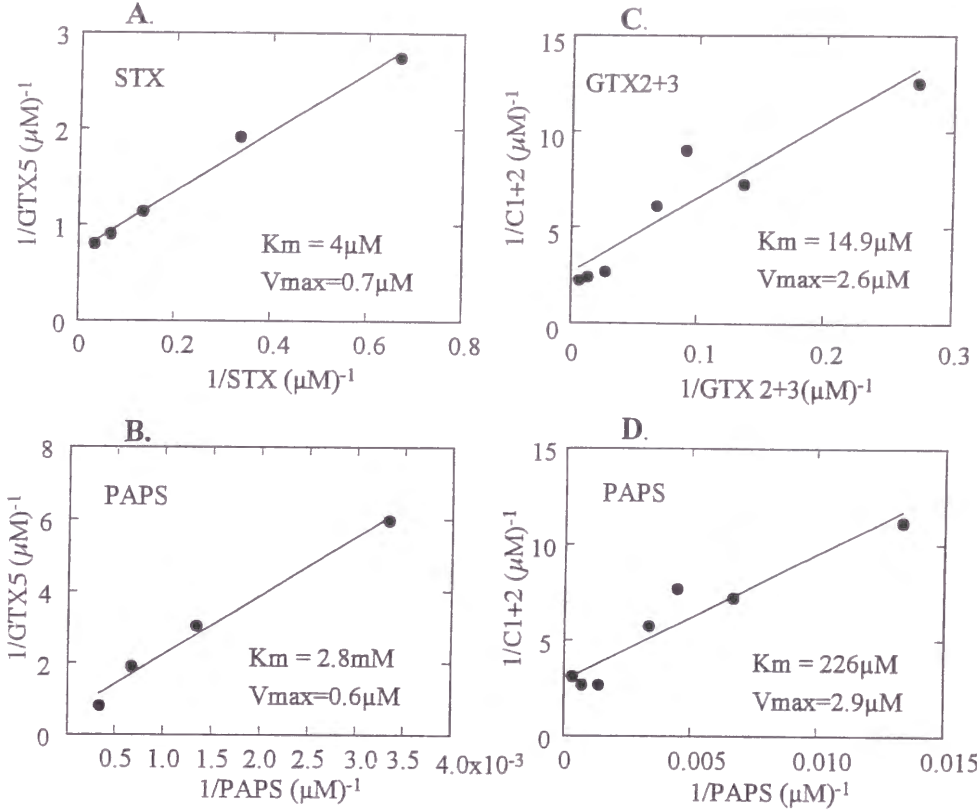 A.
3
2
1
0
1/GTX5 (µM)-1
STX
Km = 4µM
Vmax=0.7µM
0 0.2 0.4 0.6 0.8
1/STX (µM)-1
C.
15
10
5
0
1/C1+2 (µM)-1
GTX2+3
Km = 14.9µM
Vmax=2.6µM
0 0.1 0.2 0.3
1/GTX 2+3(µM)-1
B.
8
6
4
2
0
1/GTX5 (µM)-1
PAPS
Km = 2.8mM
Vmax=0.6µM
0.5 1.0 1.5 2.0 2.5 3.0 3.5 4.0x10-3
1/PAPS (µM)-1
D.
15
10
5
0
1/C1+2 (µM)-1
PAPS
Km = 226µM
Vmax=2.9µM
0 0.005 0.010 0.015
1/PAPS (µM)-1